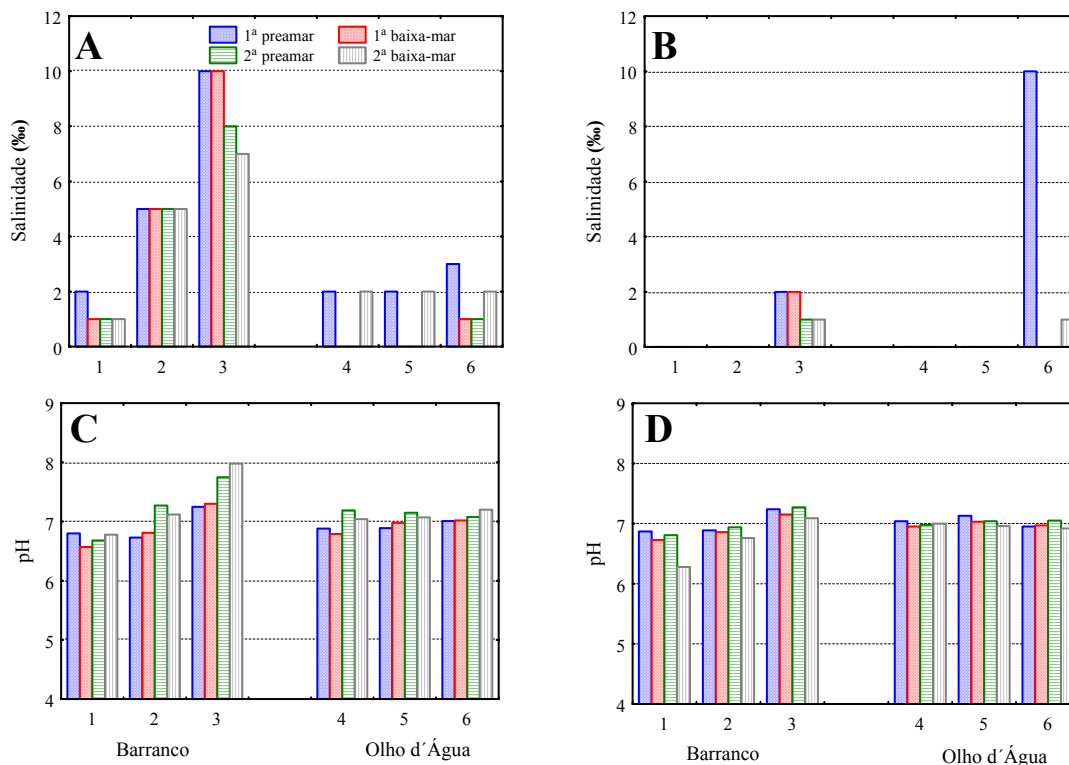 A
1ª preamar 1ª baixa-mar
2ª preamar 2ª baixa-mar
Salinidade (‰)
12
10
8
6
4
2
0
1 2 3 4 5 6
B
Salinidade (‰)
12
10
8
6
4
2
0
1 2 3 4 5 6
C
pH
9
8
7
6
5
4
1 2 3 4 5 6
Barranco Olho d´Água
D
pH
9
8
7
6
5
4
1 2 3 4 5 6
Barranco Olho d´Água